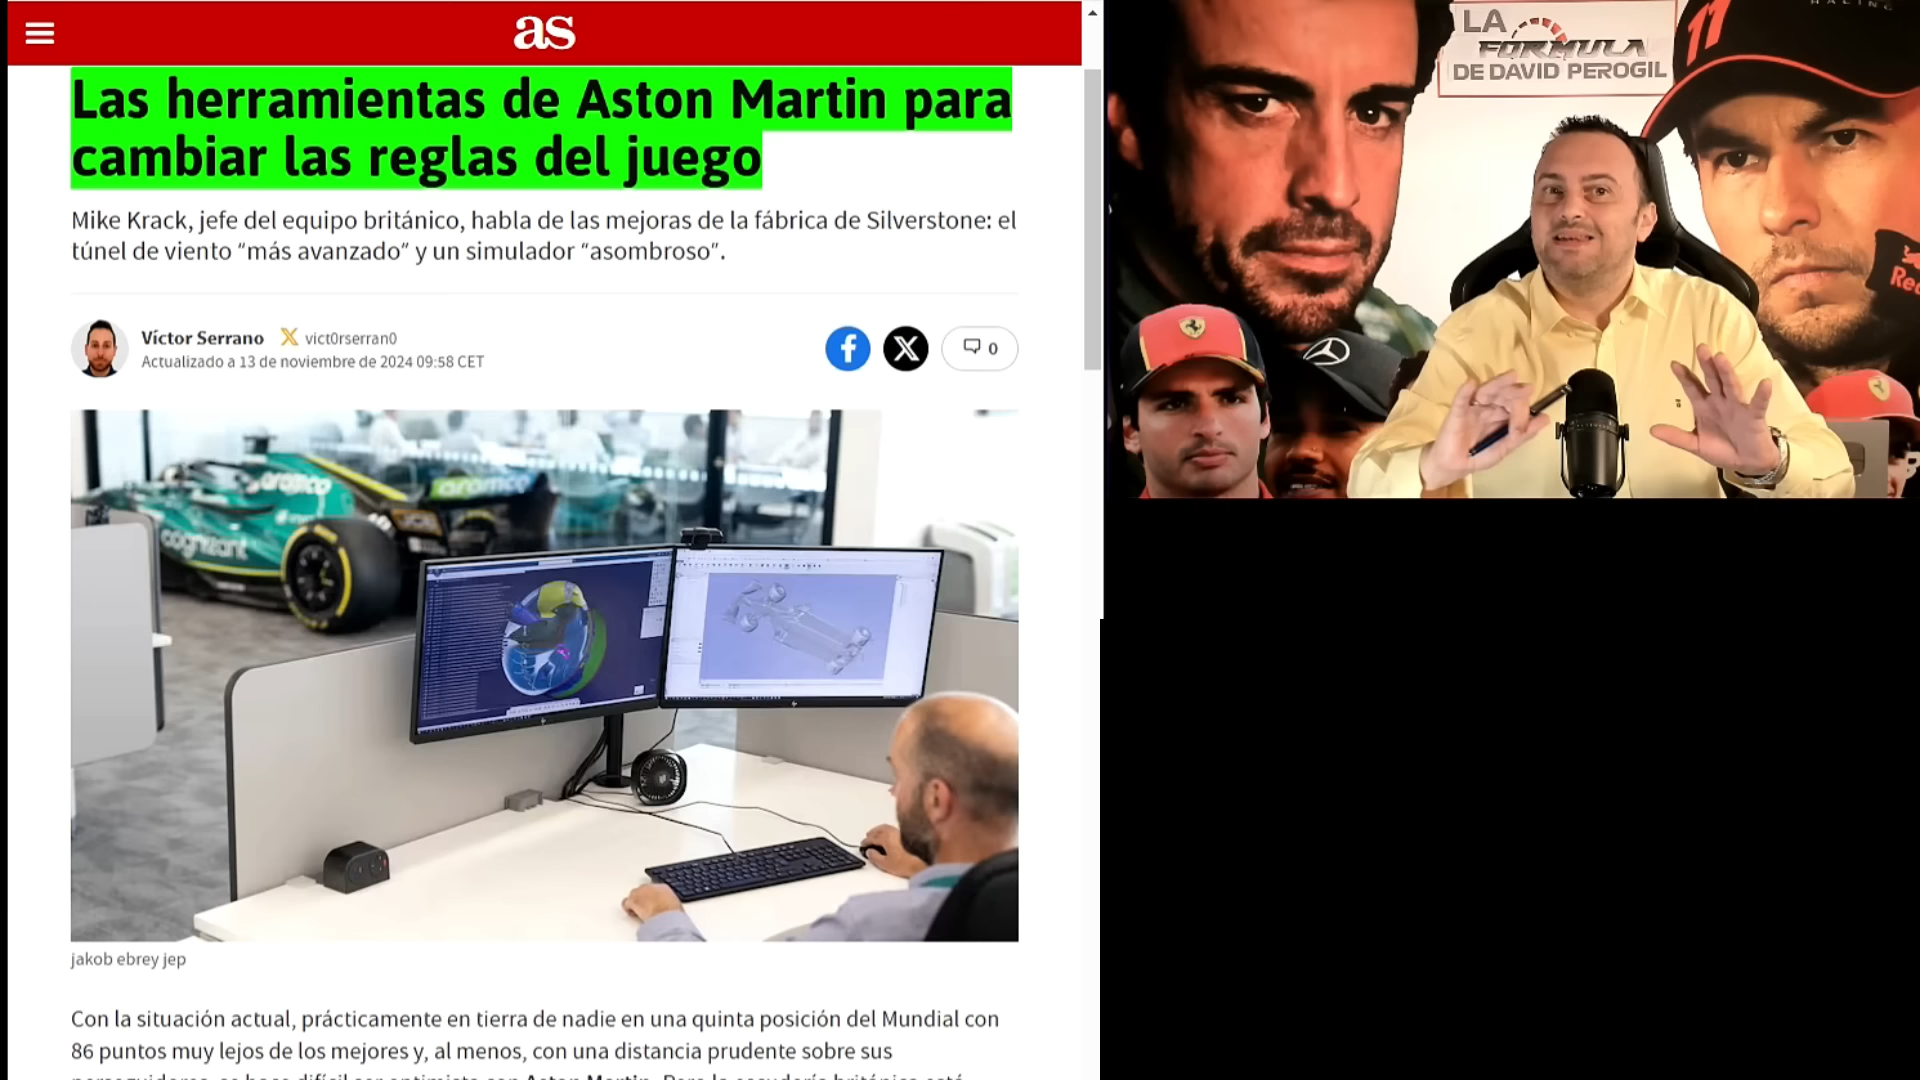 as
Las herramientas de Aston Martin para
cambiar las reglas del juego
Mike Krack, jefe del equipo británico, habla de las mejoras de la fábrica de Silverstone: el
túnel de viento “más avanzado” y un simulador “asombroso”.
Víctor Serrano
vict0rserran0
Actualizado a 13 de noviembre de 2024 09:58 CET
0
aramco
aramco
cognizant
jakob ebrey jep
Con la situación actual, prácticamente en tierra de nadie en una quinta posición del Mundial con
86 puntos muy lejos de los mejores y, al menos, con una distancia prudente sobre sus
LA
FORMULA
DE DAVID PEROGIL
11
RACING
Red